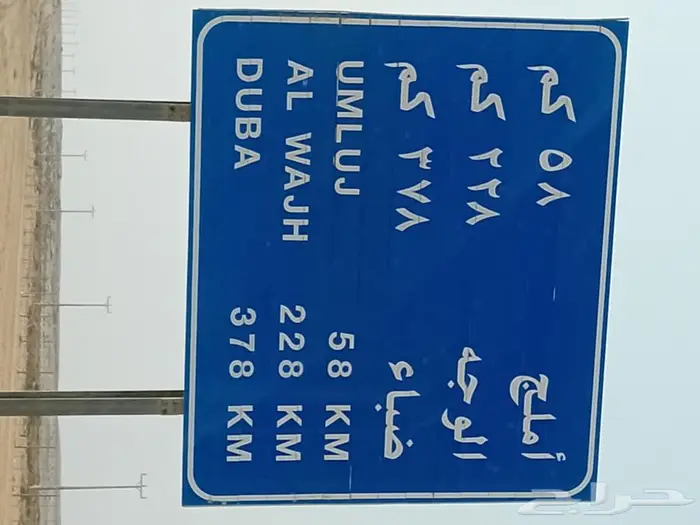 أملج ٥٨ كم
الوجه ٢٢٨ كم
ضباء ٣٧٨ كم
UMLUJ 58 KM
AL WAJH 228 KM
DUBA 378 KM
حراج